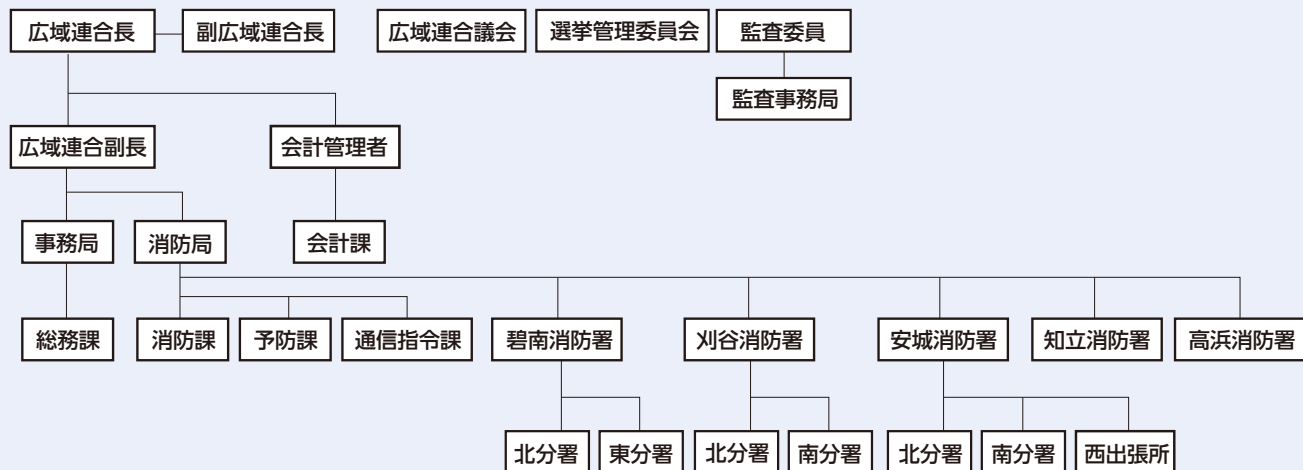 広域連合長
副広域連合長
広域連合議会
選挙管理委員会
監査委員
監査事務局
広域連合副長
会計管理者
事務局
消防局
会計課
総務課
消防課
予防課
通信指令課
碧南消防署
刈谷消防署
安城消防署
知立消防署
高浜消防署
北分署
東分署
北分署
南分署
北分署
南分署
西出張所